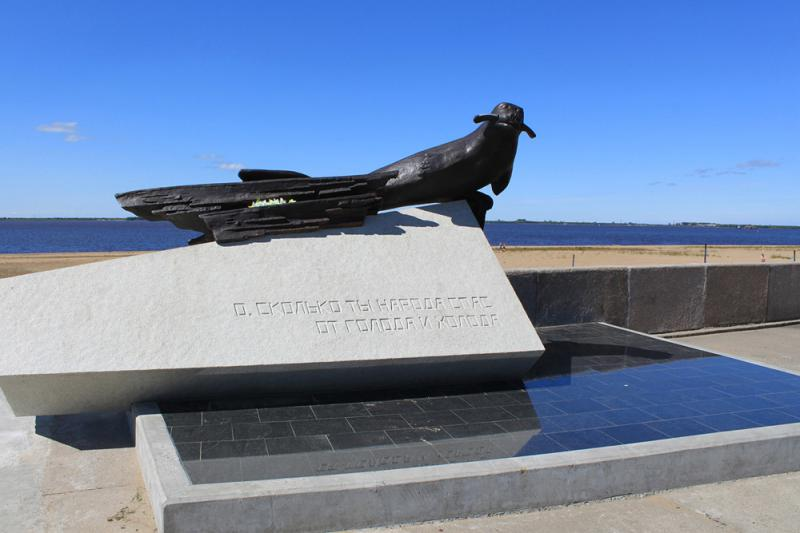 О, СКОЛЬКО ТЫ НАРОДА СПАС
ОТ ГОЛОДА И ХОЛОДА